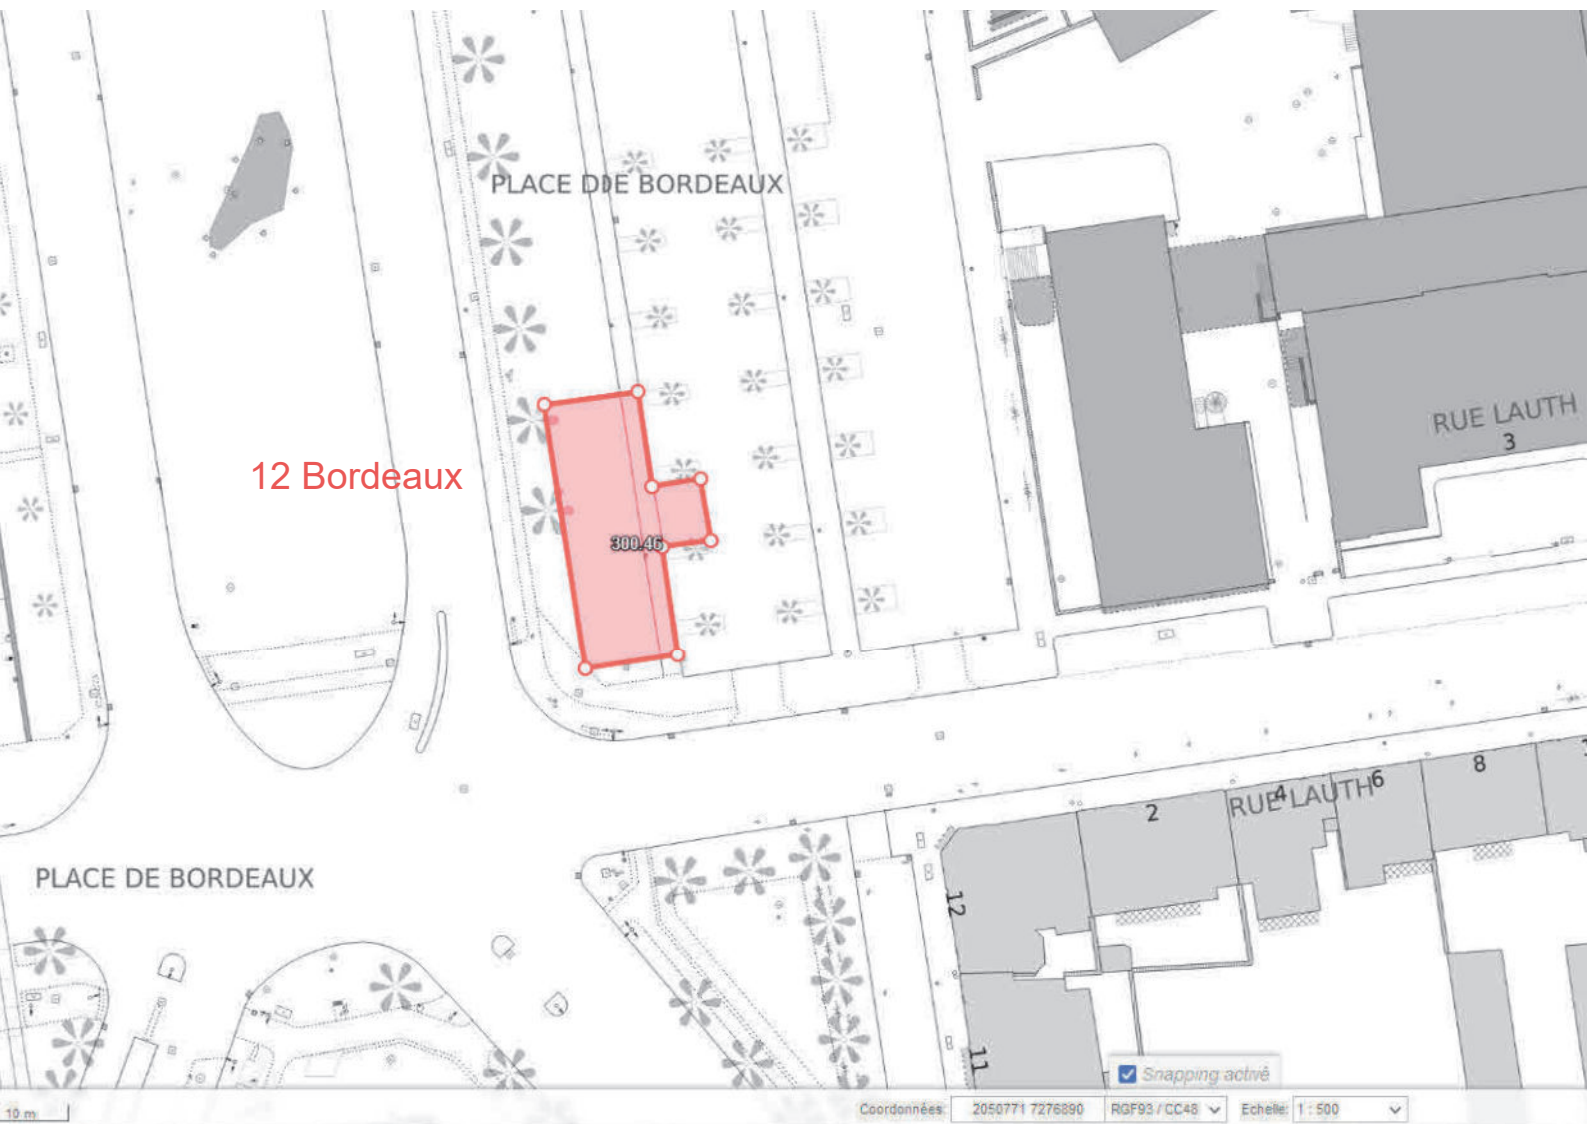 PLACE DDE BORDEAUX
RUE LAUTH
3
12 Bordeaux
300.46
8
6
4
RUE LAUTH
2
PLACE DE BORDEAUX
12
11
Snapping activé
10 m
Coordonnées: 2050771 7276890 RGF93 / CC48 Echelle: 1 : 500